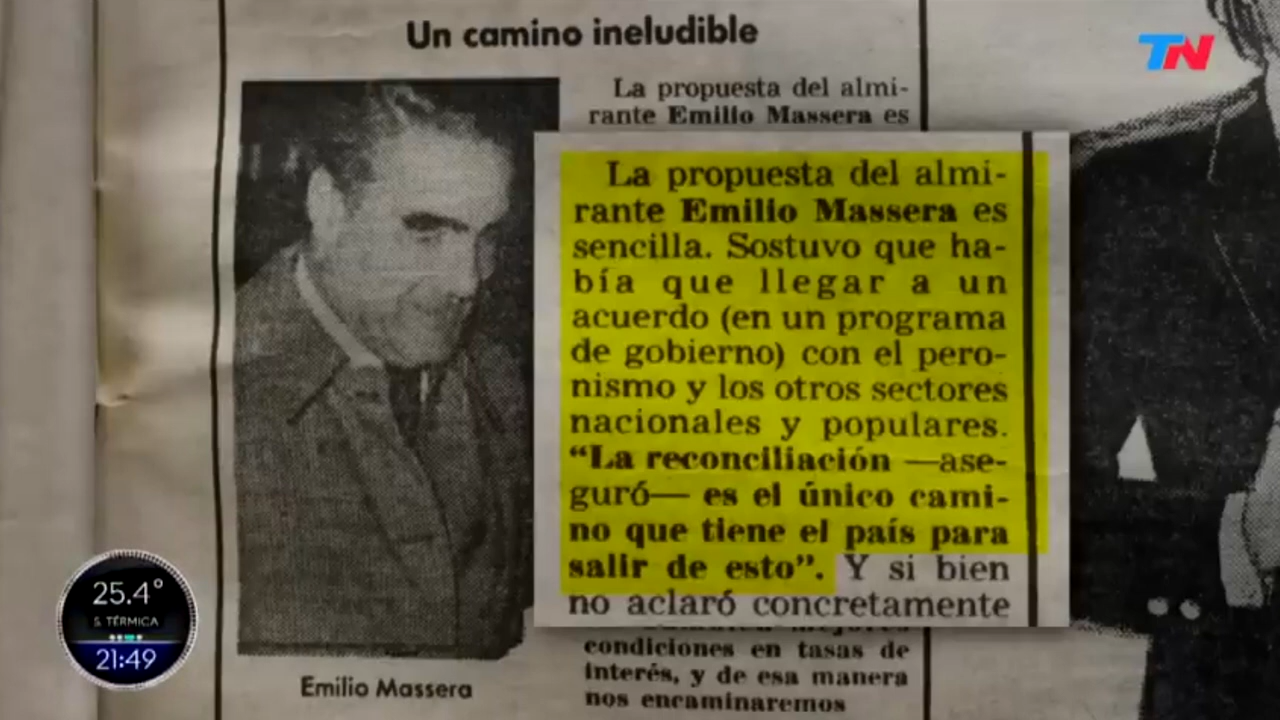 Un camino ineludible
TN
La propuesta del almi-
rante Emilio Massera es
La propuesta del almi-
rante Emilio Massera es
sencilla. Sostuvo que ha-
bía que llegar a un
acuerdo (en un programa
de gobierno) con el pero-
nismo y los otros sectores
nacionales y populares.
“La reconciliación —ase-
guró— es el único cami-
no que tiene el país para
salir de esto”. Y si bien
no aclaró concretamente
condiciones en tasas de
interés, y de esa manera
nos encaminaremos
Emilio Massera
25.4°
S. TÉRMICA
21:49